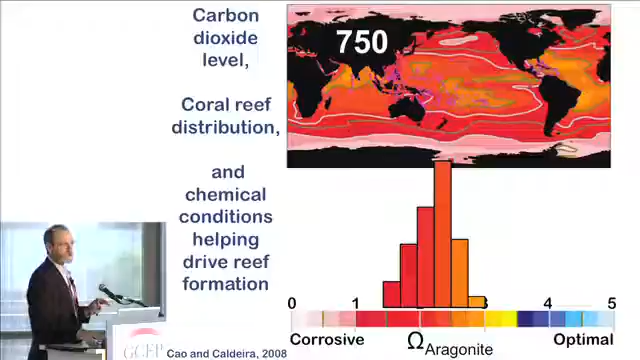 Carbon
dioxide
level,
Coral reef
distribution,
and
chemical
conditions
helping
drive reef
formation
750
0 1 2 3 4 5
Corrosive
ΩAragonite
Optimal
GCEP
Cao and Caldeira, 2008